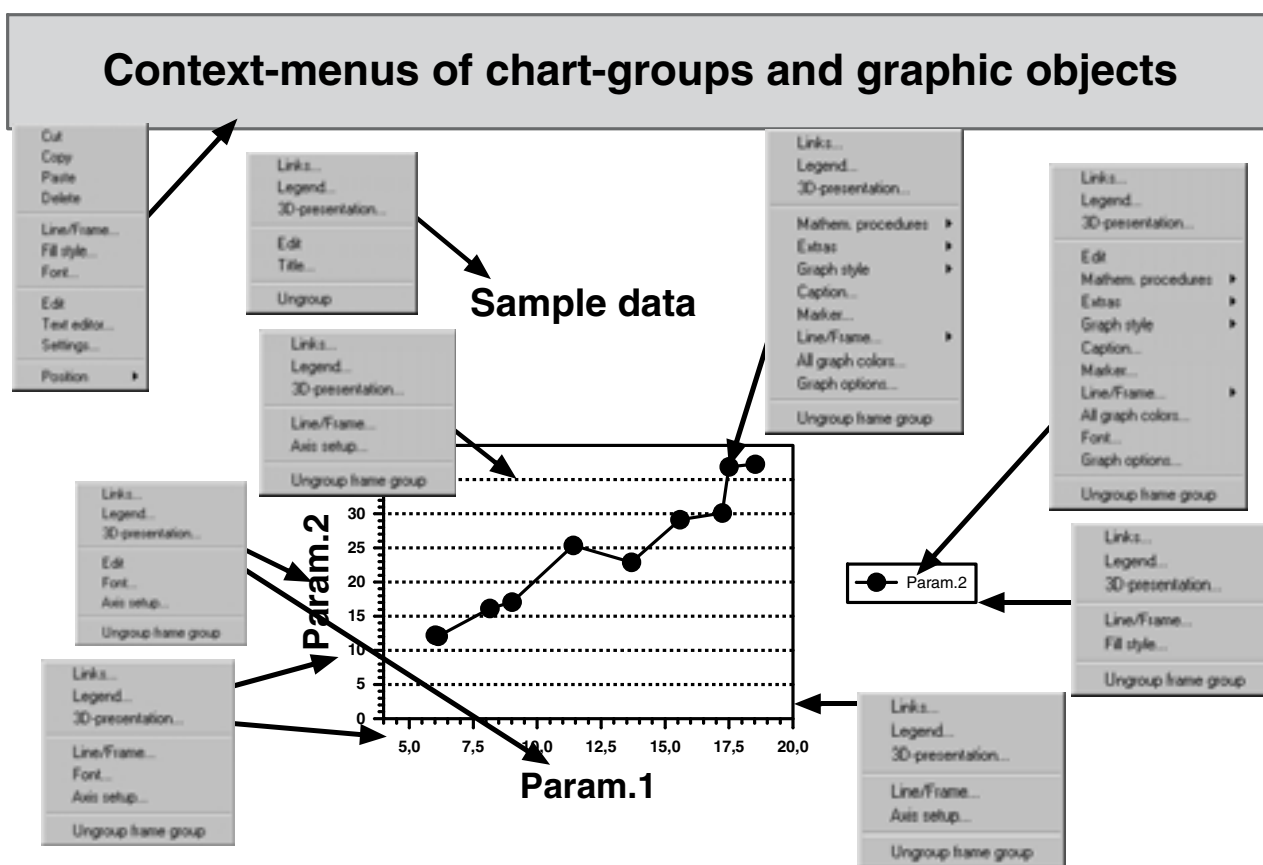 Context-menus of chart-groups and graphic objects
Cut
Copy
Paste
Delete
Line/Frame...
Fill style...
Font...
Edit
Text editor...
Settings...
Position
Links...
Legend...
3D-presentation...
Edit
Title...
Ungroup
Sample data
Links...
Legend...
3D-presentation...
Mathem. procedures
Extras
Graph style
Caption...
Marker...
Line/Frame...
All graph colors...
Graph options...
Ungroup frame group
Links...
Legend...
3D-presentation...
Edit
Mathem. procedures
Extras
Graph style
Caption...
Marker...
Line/Frame...
All graph colors...
Font...
Graph options...
Ungroup frame group
Links...
Legend...
3D-presentation...
Line/Frame...
Axis setup...
Ungroup frame group
Links...
Legend...
3D-presentation...
Edit
Font...
Axis setup...
Ungroup frame group
Param.2
30
25
20
15
10
5
0
5,0 7,5 10,0 12,5 15,0 17,5 20,0
Param.1
Param.2
Links...
Legend...
3D-presentation...
Line/Frame...
Fill style...
Ungroup frame group
Links...
Legend...
3D-presentation...
Line/Frame...
Font...
Axis setup...
Ungroup frame group
Links...
Legend...
3D-presentation...
Line/Frame...
Axis setup...
Ungroup frame group